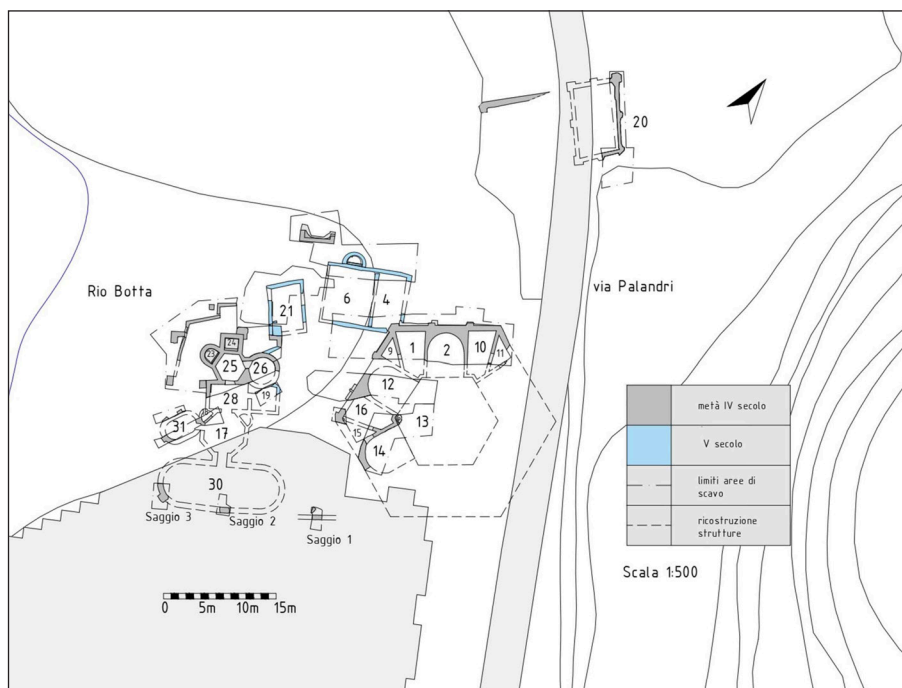 20
Rio Botta
via Palandri
21
6
4
9
1
2
10
11
24
23
25
26
12
28
19
16
13
31
17
15
14
30
Saggio 3
Saggio 2
Saggio 1
metà IV secolo
V secolo
limiti aree di
scavo
ricostruzione
strutture
Scala 1:500
0 5m 10m 15m